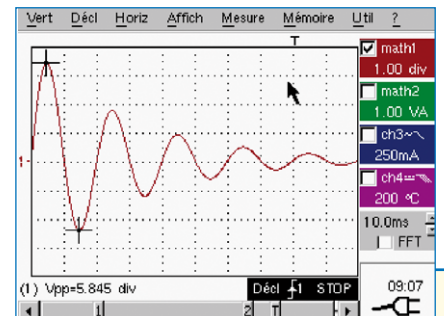 Vert Décl Horiz Affich Mesure Mémoire Util ?
T
math1
1.00 div
math2
1.00 VA
ch3
250mA
ch4
200 °C
10.0ms
FFT
1-
(1) Vpp=5.845 div
Décl 1 STOP
09:07
1 2 T